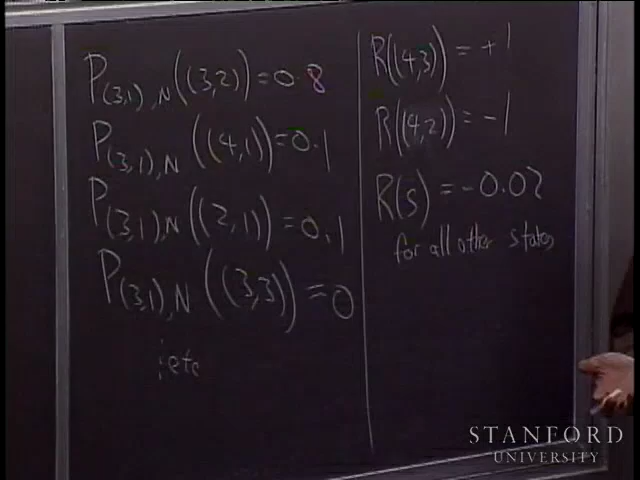 P(3,1),N((3,2)) = 0.8
P(3,1),N((4,1)) = 0.1
P(3,1),N((2,1)) = 0.1
P(3,1),N((3,3)) = 0
: etc
R((4,3)) = +1
R((4,2)) = -1
R(s) = -0.02
for all other states
STANFORD
UNIVERSITY